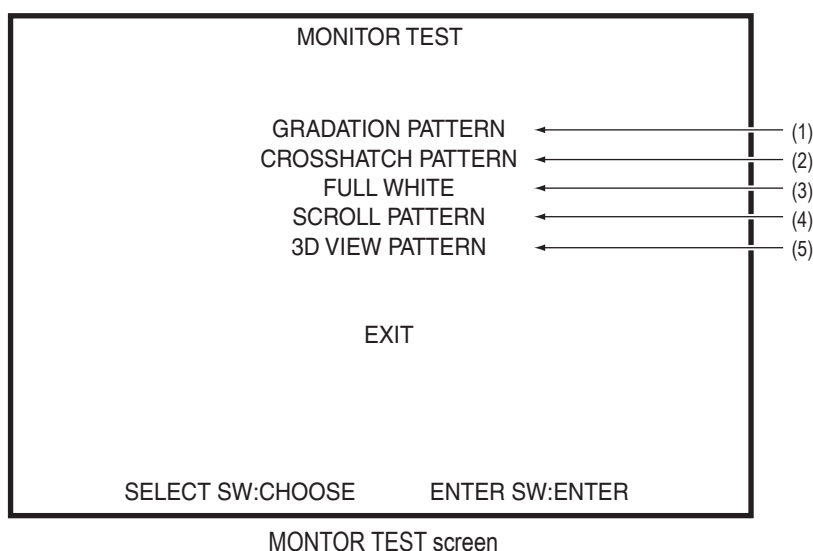 MONITOR TEST
GRADATION PATTERN (1)
CROSSHATCH PATTERN (2)
FULL WHITE (3)
SCROLL PATTERN (4)
3D VIEW PATTERN (5)
EXIT
SELECT SW:CHOOSE ENTER SW:ENTER
MONTOR TEST screen